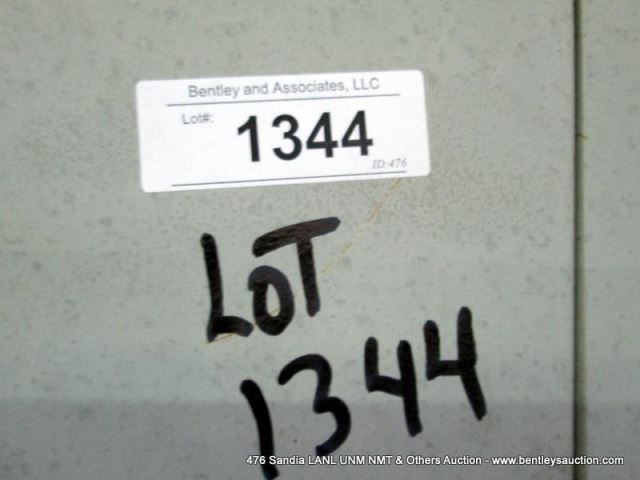 Bentley and Associates, LLC
Lot#: 1344
ID:476
LOT
1344
476 Sandia LANL UNM NMT & Others Auction - www.bentleysauction.com